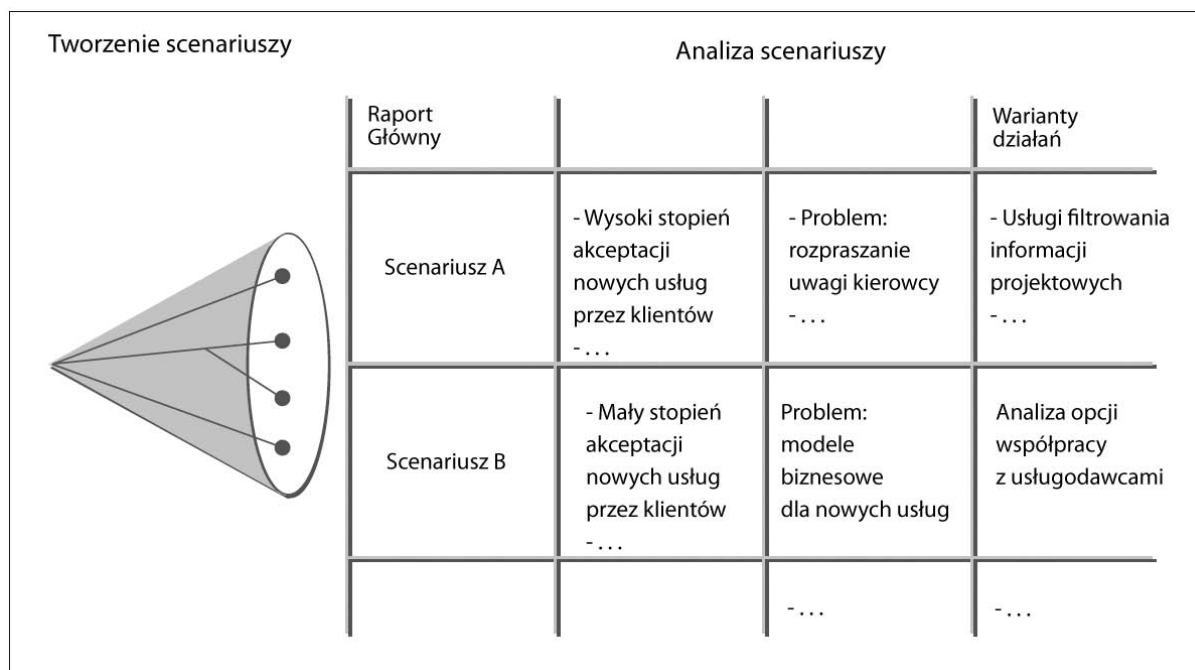 Tworzenie scenariuszy
Analiza scenariuszy
Raport
Główny
Warianty
działań
Scenariusz A
- Wysoki stopień
akceptacji
nowych usług
przez klientów
- . . .
- Problem:
rozpraszanie
uwagi kierowcy
- . . .
- Usługi filtrowania
informacji
projektowych
- . . .
Scenariusz B
- Mały stopień
akceptacji
nowych usług
przez klientów
- . . .
Problem:
modele
biznesowe
dla nowych usług
Analiza opcji
współpracy
z usługodawcami
- . . .
- . . .